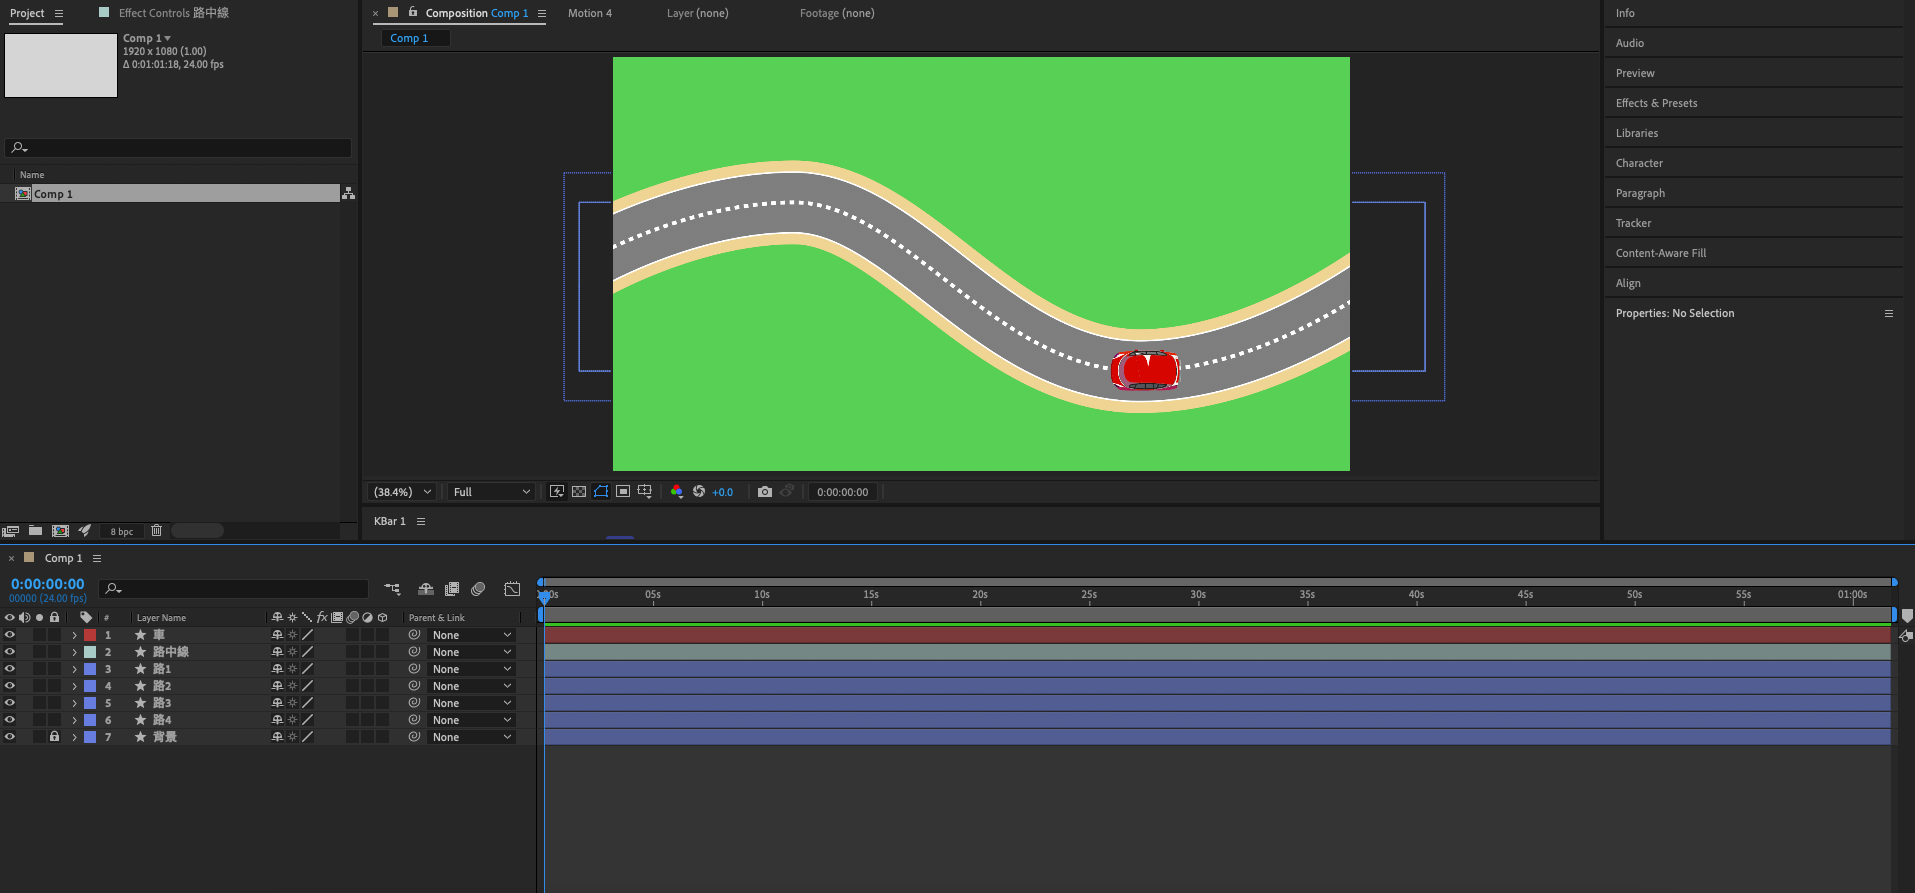 Project
Effect Controls 路中線
Comp 1
1920 x 1080 (1.00)
Δ 0:01:01:18, 24.00 fps
Name
Comp 1
8 bpc
Composition Comp 1
Motion 4
Layer (none)
Footage (none)
Comp 1
(38.4%)
Full
+0.0
0:00:00:00
KBar 1
Info
Audio
Preview
Effects & Presets
Libraries
Character
Paragraph
Tracker
Content-Aware Fill
Align
Properties: No Selection
Comp 1
0:00:00:00
00000 (24.00 fps)
# Layer Name fx Parent & Link
:00s 05s 10s 15s 20s 25s 30s 35s 40s 45s 50s 55s 01:00s
1 車 None
2 路中線 None
3 路1 None
4 路2 None
5 路3 None
6 路4 None
7 背景 None